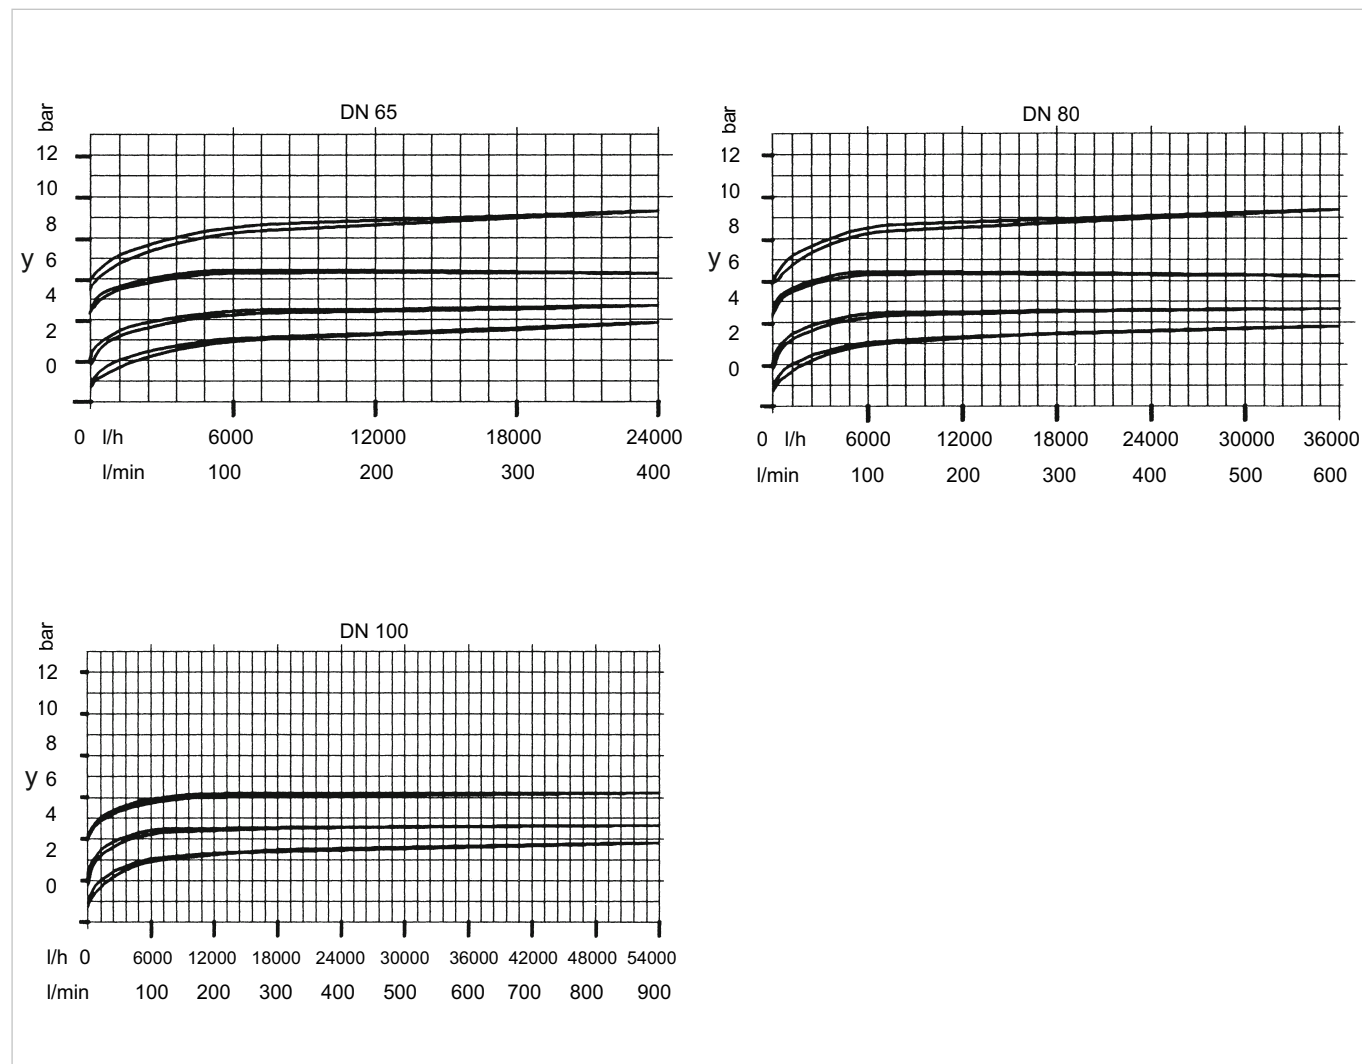 DN 65
bar
12
10
8
y 6
4
2
0
0 l/h 6000 12000 18000 24000
l/min 100 200 300 400
DN 80
bar
12
10
8
y 6
4
2
0
0 l/h 6000 12000 18000 24000 30000 36000
l/min 100 200 300 400 500 600
DN 100
bar
12
10
8
y 6
4
2
0
l/h 0 6000 12000 18000 24000 30000 36000 42000 48000 54000
l/min 100 200 300 400 500 600 700 800 900